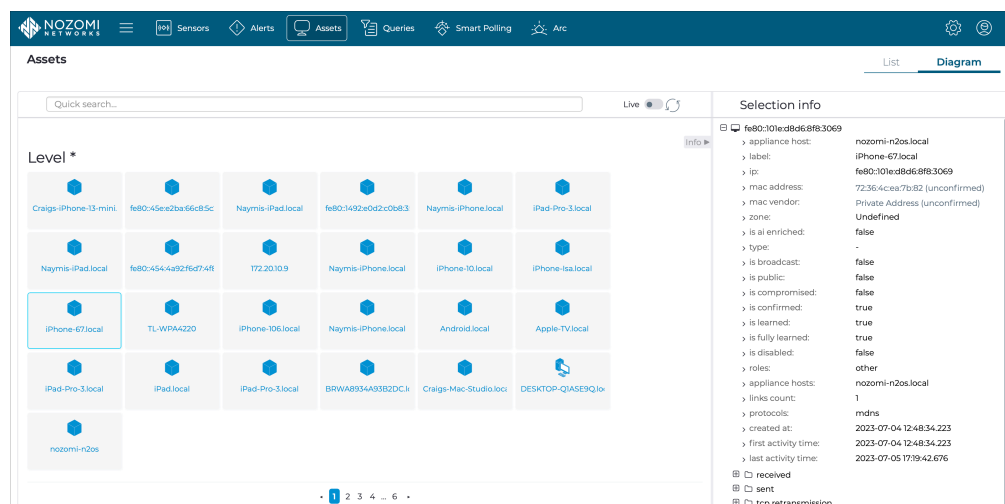 NOZOMI NETWORKS Sensors Alerts Assets Queries Smart Polling Arc
Assets
List Diagram
Quick search...
Live
Selection info
Info
Level *
Craigs-iPhone-13-mini. fe80::45e:e2ba:66c8:5c Naymis-iPad.local fe80::1492:e0d2:c0b8:3 Naymis-iPhone.local iPad-Pro-3.local
Naymis-iPad.local fe80::454:4a92:f6d7:4f8 172.20.10.9 Naymis-iPhone.local iPhone-10.local iPhone-Isa.local
iPhone-67.local TL-WPA4220 iPhone-106.local Naymis-iPhone.local Android.local Apple-TV.local
iPad-Pro-3.local iPad.local iPad-Pro-3.local BRWA8934A93B2DC.l Craigs-Mac-Studio.loc DESKTOP-Q1ASE9Q.lo
nozomi-n2os
1 2 3 4 ... 6
fe80::101e:d8d6:8f8:3069
appliance host: nozomi-n2os.local
label: iPhone-67.local
ip: fe80::101e:d8d6:8f8:3069
mac address: 72:36:4c:ea:7b:82 (unconfirmed)
mac vendor: Private Address (unconfirmed)
zone: Undefined
is ai enriched: false
type: -
is broadcast: false
is public: false
is compromised: false
is confirmed: true
is learned: true
is fully learned: true
is disabled: false
roles: other
appliance hosts: nozomi-n2os.local
links count: 1
protocols: mdns
created at: 2023-07-04 12:48:34.223
first activity time: 2023-07-04 12:48:34.223
last activity time: 2023-07-05 17:19:42.676
received
sent
tcp retransmission